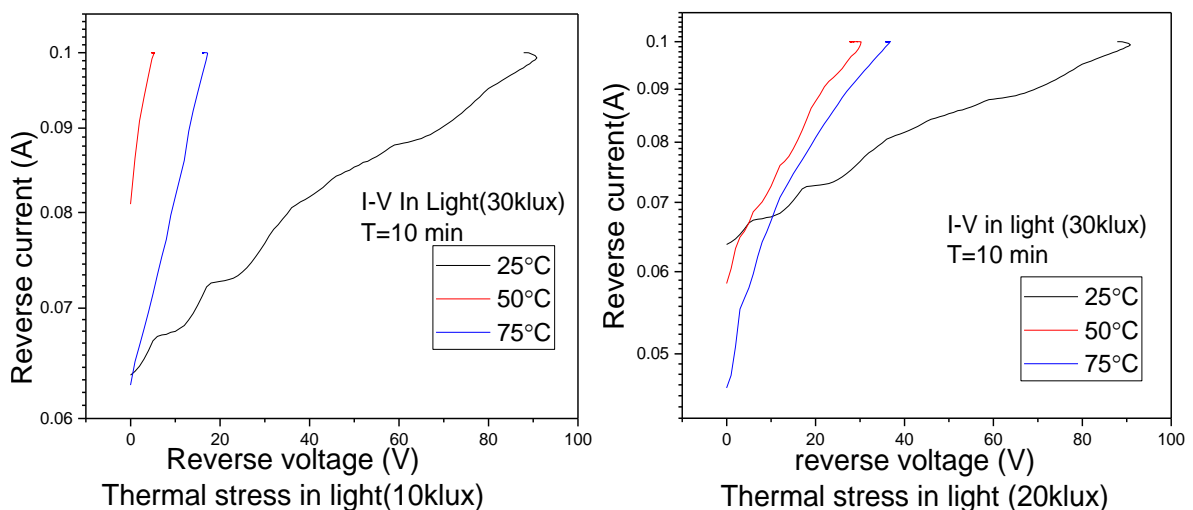 0.1
0.09
0.08
0.07
0.06
Reverse current (A)
I-V In Light(30klux)
T=10 min
25°C
50°C
75°C
0 20 40 60 80 100
Reverse voltage (V)
Thermal stress in light(10klux)
0.1
0.09
0.08
0.07
0.06
0.05
Reverse current(A)
I-V in light (30klux)
T=10 min
25°C
50°C
75°C
0 20 40 60 80 100
reverse voltage (V)
Thermal stress in light (20klux)